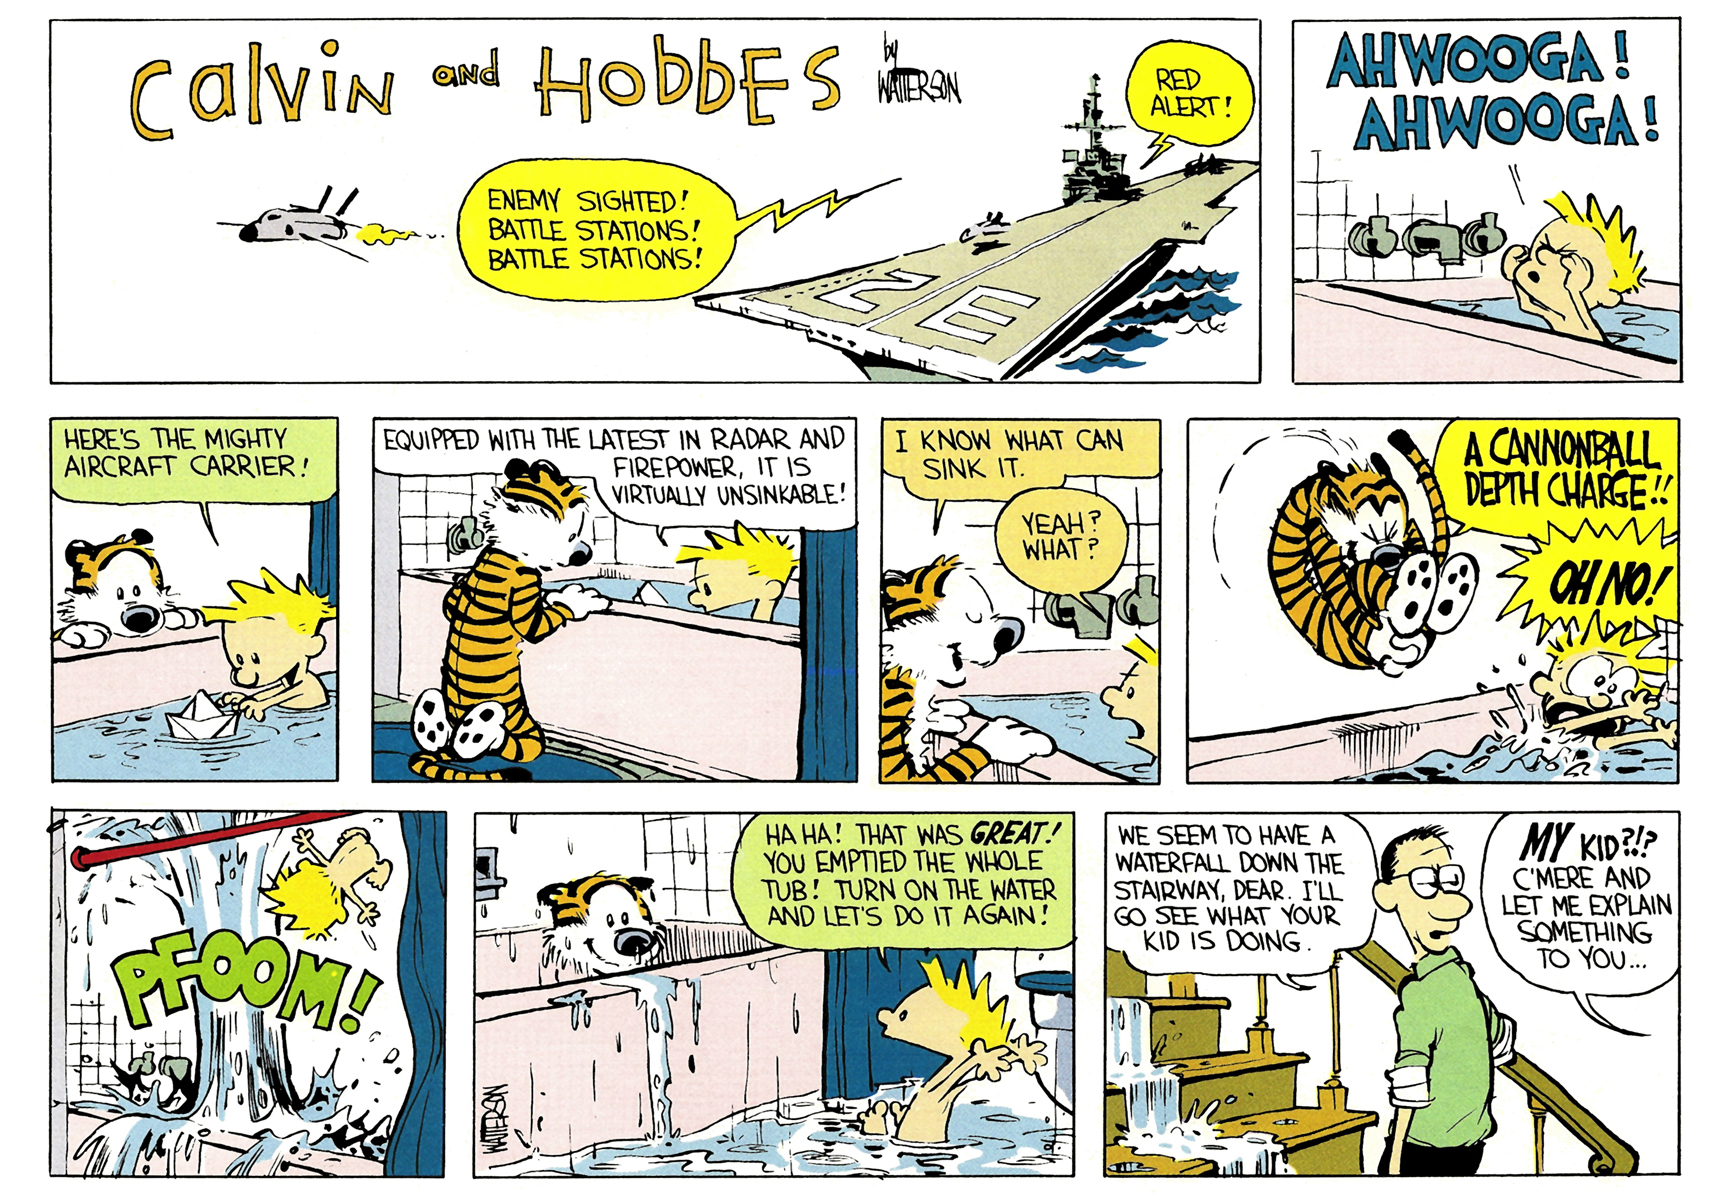 Calvin and HOBBES
by
WATTERSON
RED
ALERT!
ENEMY SIGHTED!
BATTLE STATIONS!
BATTLE STATIONS!
2E
AHWOOGA!
AHWOOGA!
HERE'S THE MIGHTY
AIRCRAFT CARRIER!
EQUIPPED WITH THE LATEST IN RADAR AND
FIREPOWER, IT IS
VIRTUALLY UNSINKABLE!
I KNOW WHAT CAN
SINK IT.
YEAH?
WHAT?
A CANNONBALL
DEPTH CHARGE!!
OH NO!
PFOOM!
HA HA! THAT WAS GREAT!
YOU EMPTIED THE WHOLE
TUB! TURN ON THE WATER
AND LET'S DO IT AGAIN!
WATTERSON
WE SEEM TO HAVE A
WATERFALL DOWN THE
STAIRWAY, DEAR. I'LL
GO SEE WHAT YOUR
KID IS DOING.
MY KID?!?
C'MERE AND
LET ME EXPLAIN
SOMETHING
TO YOU...